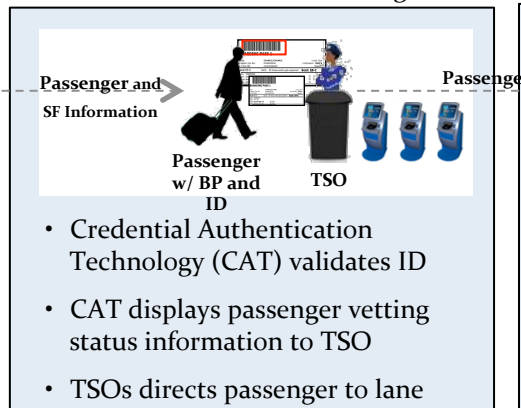 Passenger and
SF Information
Passenge
Passenger
w/ BP and
ID
TSO
• Credential Authentication
Technology (CAT) validates ID
• CAT displays passenger vetting
status information to TSO
• TSOs directs passenger to lane